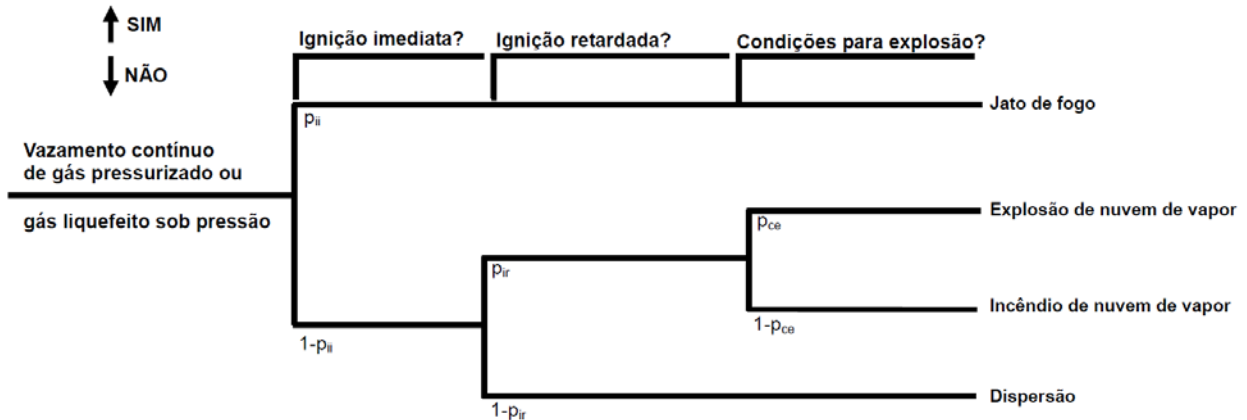 SIM
NÃO
Ignição imediata?
Ignição retardada?
Condições para explosão?
Jato de fogo
pii
Vazamento contínuo
de gás pressurizado ou
gás liquefeito sob pressão
Explosão de nuvem de vapor
pce
pir
Incêndio de nuvem de vapor
1-pce
1-pii
Dispersão
1-pir